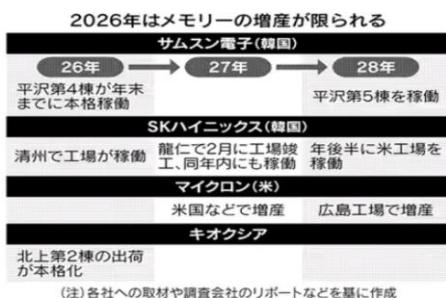 2026年はメモリーの増産が限られる
サムスン電子(韓国)
26年 27年 28年
平沢第4棟が年末
までに本格稼働
平沢第5棟を稼働
SKハイニックス(韓国)
清州で工場が稼働
龍仁で2月に工場竣
工、同年内にも稼働
年後半に米工場を
稼働
マイクロン(米)
米国などで増産
広島工場で増産
キオクシア
北上第2棟の出荷
が本格化
(注)各社への取材や調査会社のリポートなどを基に作成